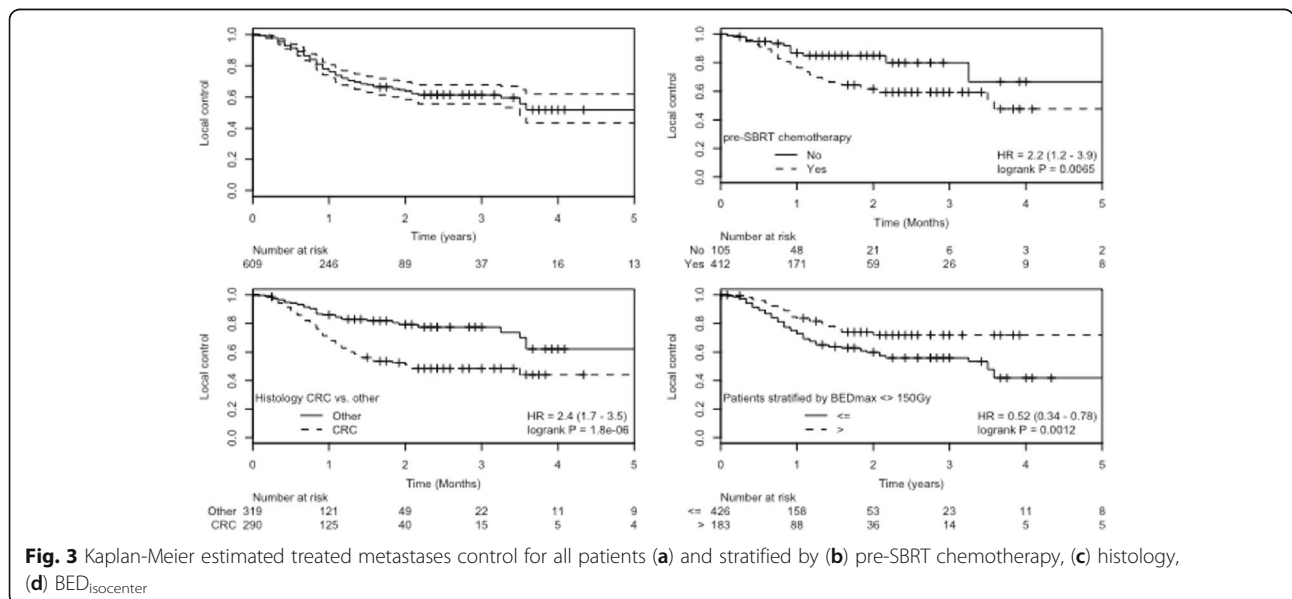 Local control
0.0 0.2 0.4 0.6 0.8 1.0
0 1 2 3 4 5
Time (years)
Number at risk
609 246 89 37 16 13
Local control
0.0 0.2 0.4 0.6 0.8 1.0
pre-SBRT chemotherapy
No
Yes
HR = 2.2 (1.2 - 3.9)
logrank P = 0.0065
0 1 2 3 4 5
Time (Months)
Number at risk
No 105 48 21 6 3 2
Yes 412 171 59 26 9 8
Local control
0.0 0.2 0.4 0.6 0.8 1.0
Histology CRC vs. other
Other
CRC
HR = 2.4 (1.7 - 3.5)
logrank P = 1.8e-06
0 1 2 3 4 5
Time (Months)
Number at risk
Other 319 121 49 22 11 9
CRC 290 125 40 15 5 4
Local control
0.0 0.2 0.4 0.6 0.8 1.0
Patients stratified by BEDmax <> 150Gy
<=
>
HR = 0.52 (0.34 - 0.78)
logrank P = 0.0012
0 1 2 3 4 5
Time (years)
Number at risk
<= 426 158 53 23 11 8
> 183 88 36 14 5 5
Fig. 3 Kaplan-Meier estimated treated metastases control for all patients (a) and stratified by (b) pre-SBRT chemotherapy, (c) histology,
(d) BEDisocenter